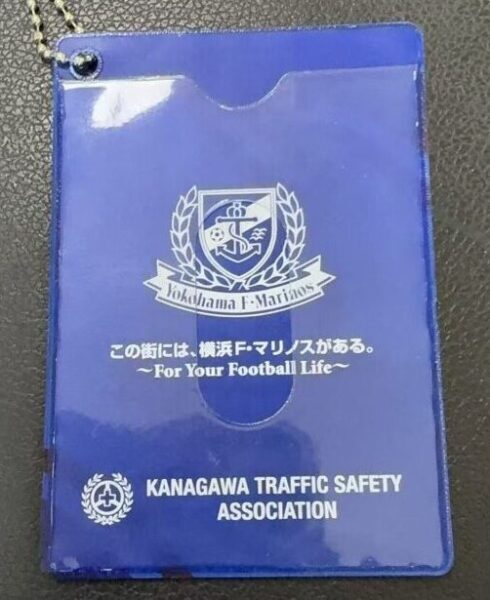 Yokohama F·Marinos
この街には、横浜F・マリノスがある。
～For Your Football Life～
KANAGAWA TRAFFIC SAFETY
ASSOCIATION